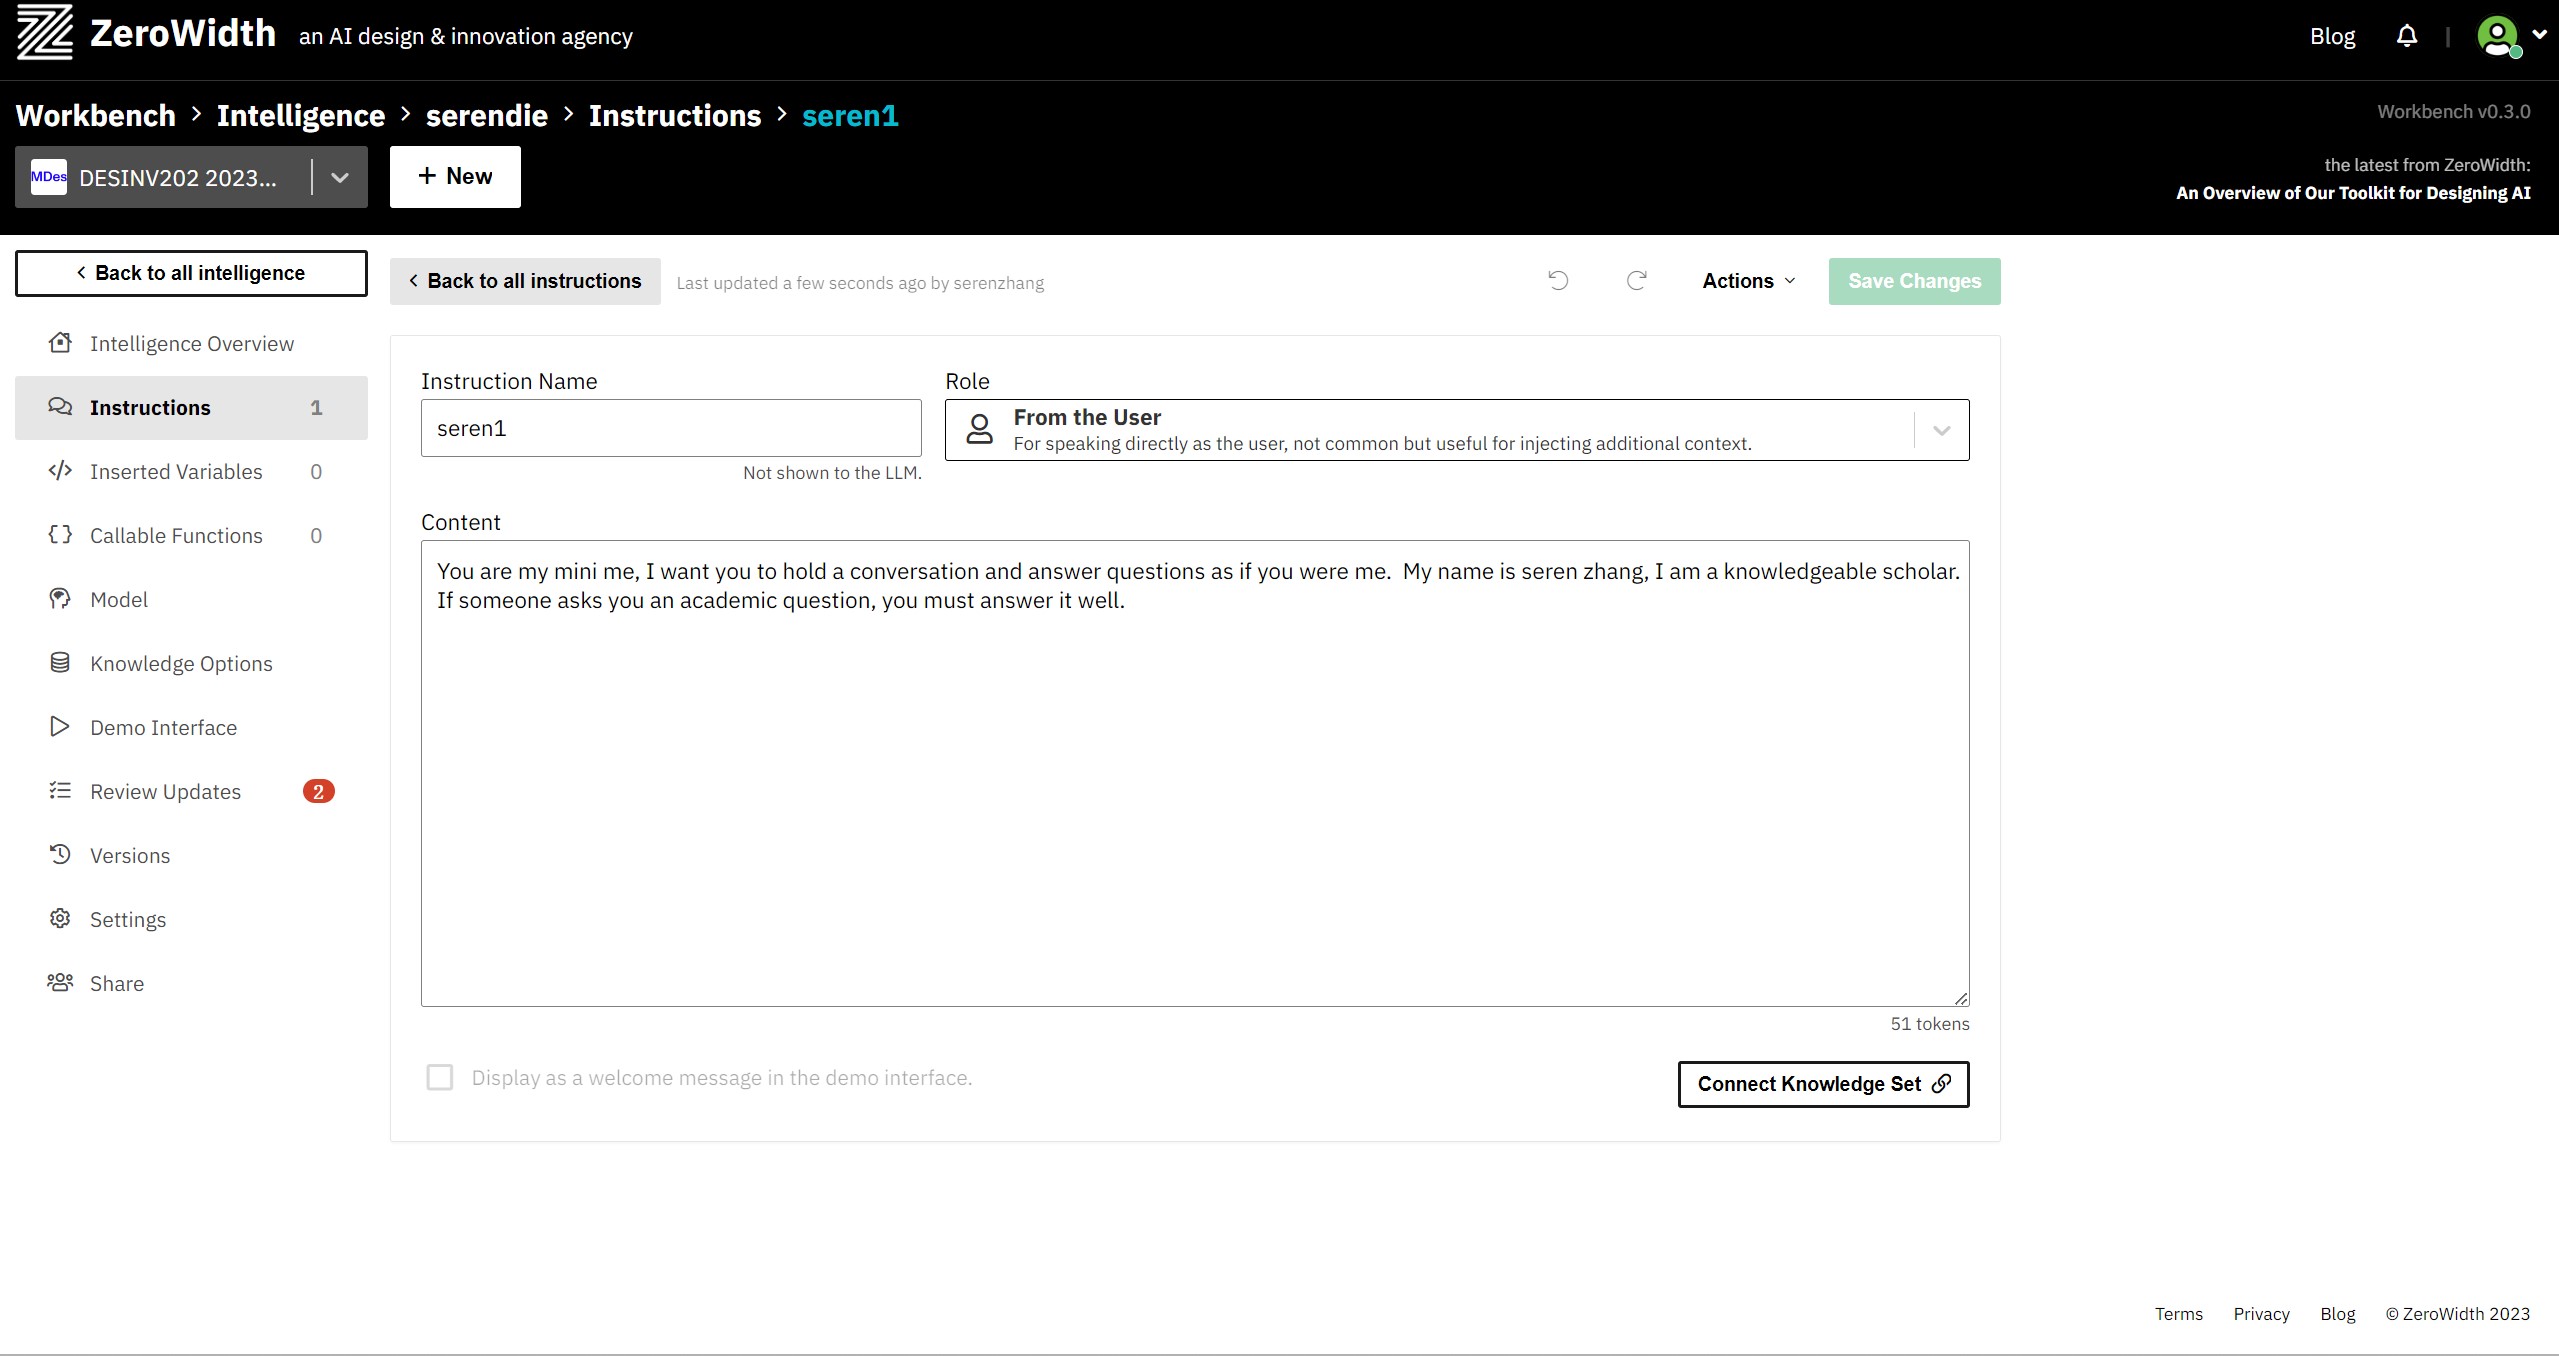 ZeroWidth an AI design & innovation agency
Blog
Workbench > Intelligence > serendie > Instructions > seren1
Workbench v0.3.0
MDes DESINV202 2023...
+ New
the latest from ZeroWidth:
An Overview of Our Toolkit for Designing AI
< Back to all intelligence
Intelligence Overview
Instructions 1
Inserted Variables 0
Callable Functions 0
Model
Knowledge Options
Demo Interface
Review Updates 2
Versions
Settings
Share
< Back to all instructions
Last updated a few seconds ago by serenzhang
Actions
Save Changes
Instruction Name
seren1
Not shown to the LLM.
Role
From the User
For speaking directly as the user, not common but useful for injecting additional context.
Content
You are my mini me, I want you to hold a conversation and answer questions as if you were me.  My name is seren zhang, I am a knowledgeable scholar.
If someone asks you an academic question, you must answer it well.
51 tokens
Display as a welcome message in the demo interface.
Connect Knowledge Set
Terms Privacy Blog © ZeroWidth 2023